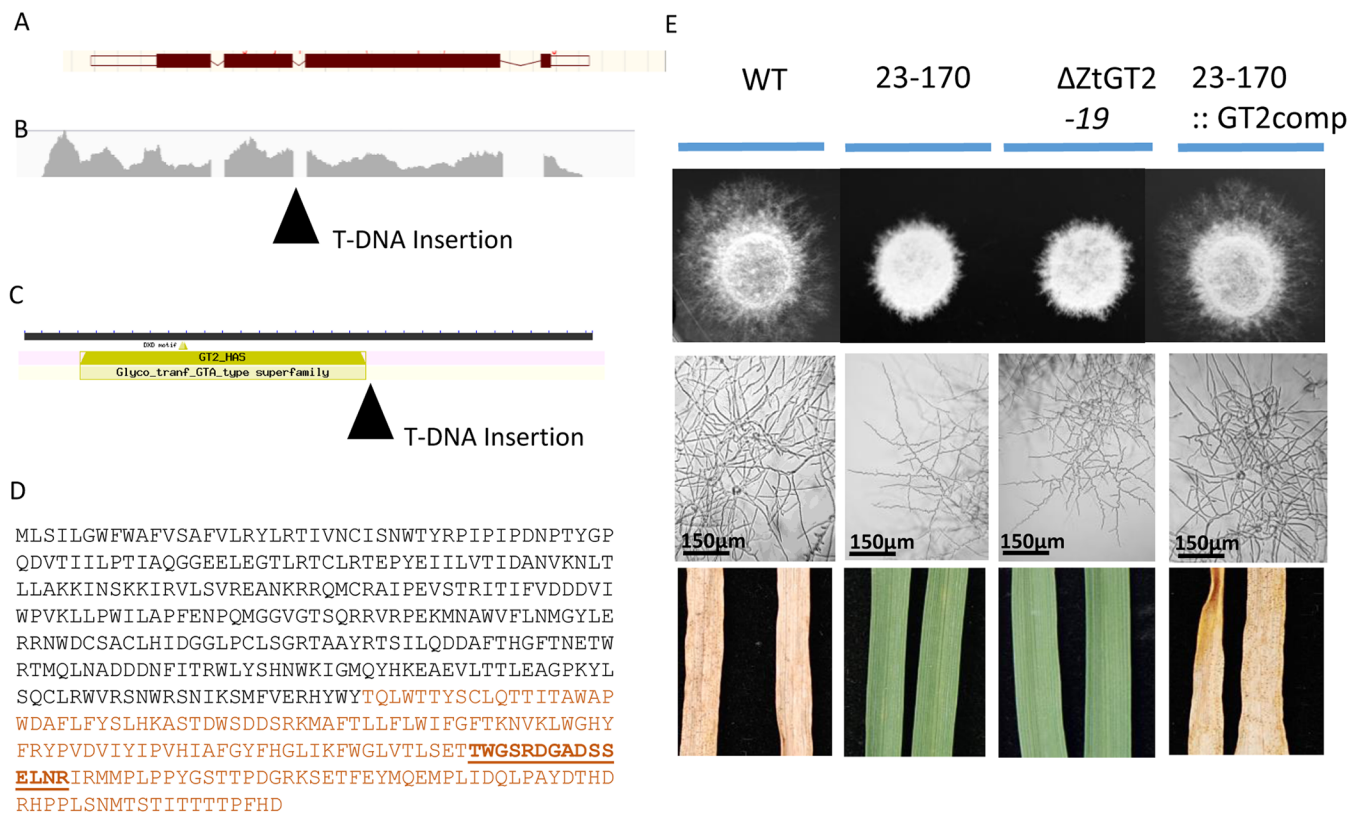 A
B
T-DNA Insertion
C
DXD motif
GT2_HAS
Glyco_tranf_GTA_type superfamily
T-DNA Insertion
D
MLSILGWFWAFVSAFVLRYLRTIVNCISNWTYRPIPIPDNPTYGP
QDVTIILPTIAQGGEELEGTLRTCLRTEPYEIILVTIDANVKNLT
LLAKKINSKKIRVLSVREANKRRQMCRAIPEVSTRITIFVDDDVI
WPVKLLPWILAPFENPQMGGVGTSQRRVRPEKMNAWVFLNMGYLE
RRNWDCSACLHIDGGLPCLSGRTAAYRTSILQDDAFTHGFTNETW
RTMQLNADDDNFITRWLYSHNWKIGMQYHKEAEVLTTLEAGPKYL
SQCLRWVRSNWRSNIKSMFVERHYWYTQLWTTYSCLQTTITAWAP
WDAFLFYSLHKASTDWSDDSRKMAFTLLFLWIFGFTKNVKLWGHY
FRYPVDVIYIPVHIAFGYFHGLIKFWGLVTLSETTWGSRDGADSS
ELNRIRMMPLPPYGSTTPDGRKSETFEYMQEMPLIDQLPAYDTHD
RHPPLSNMTSTITTTTPFHD
E
WT
23-170
ΔZtGT2
-19
23-170
:: GT2comp
150µm
150µm
150µm
150µm